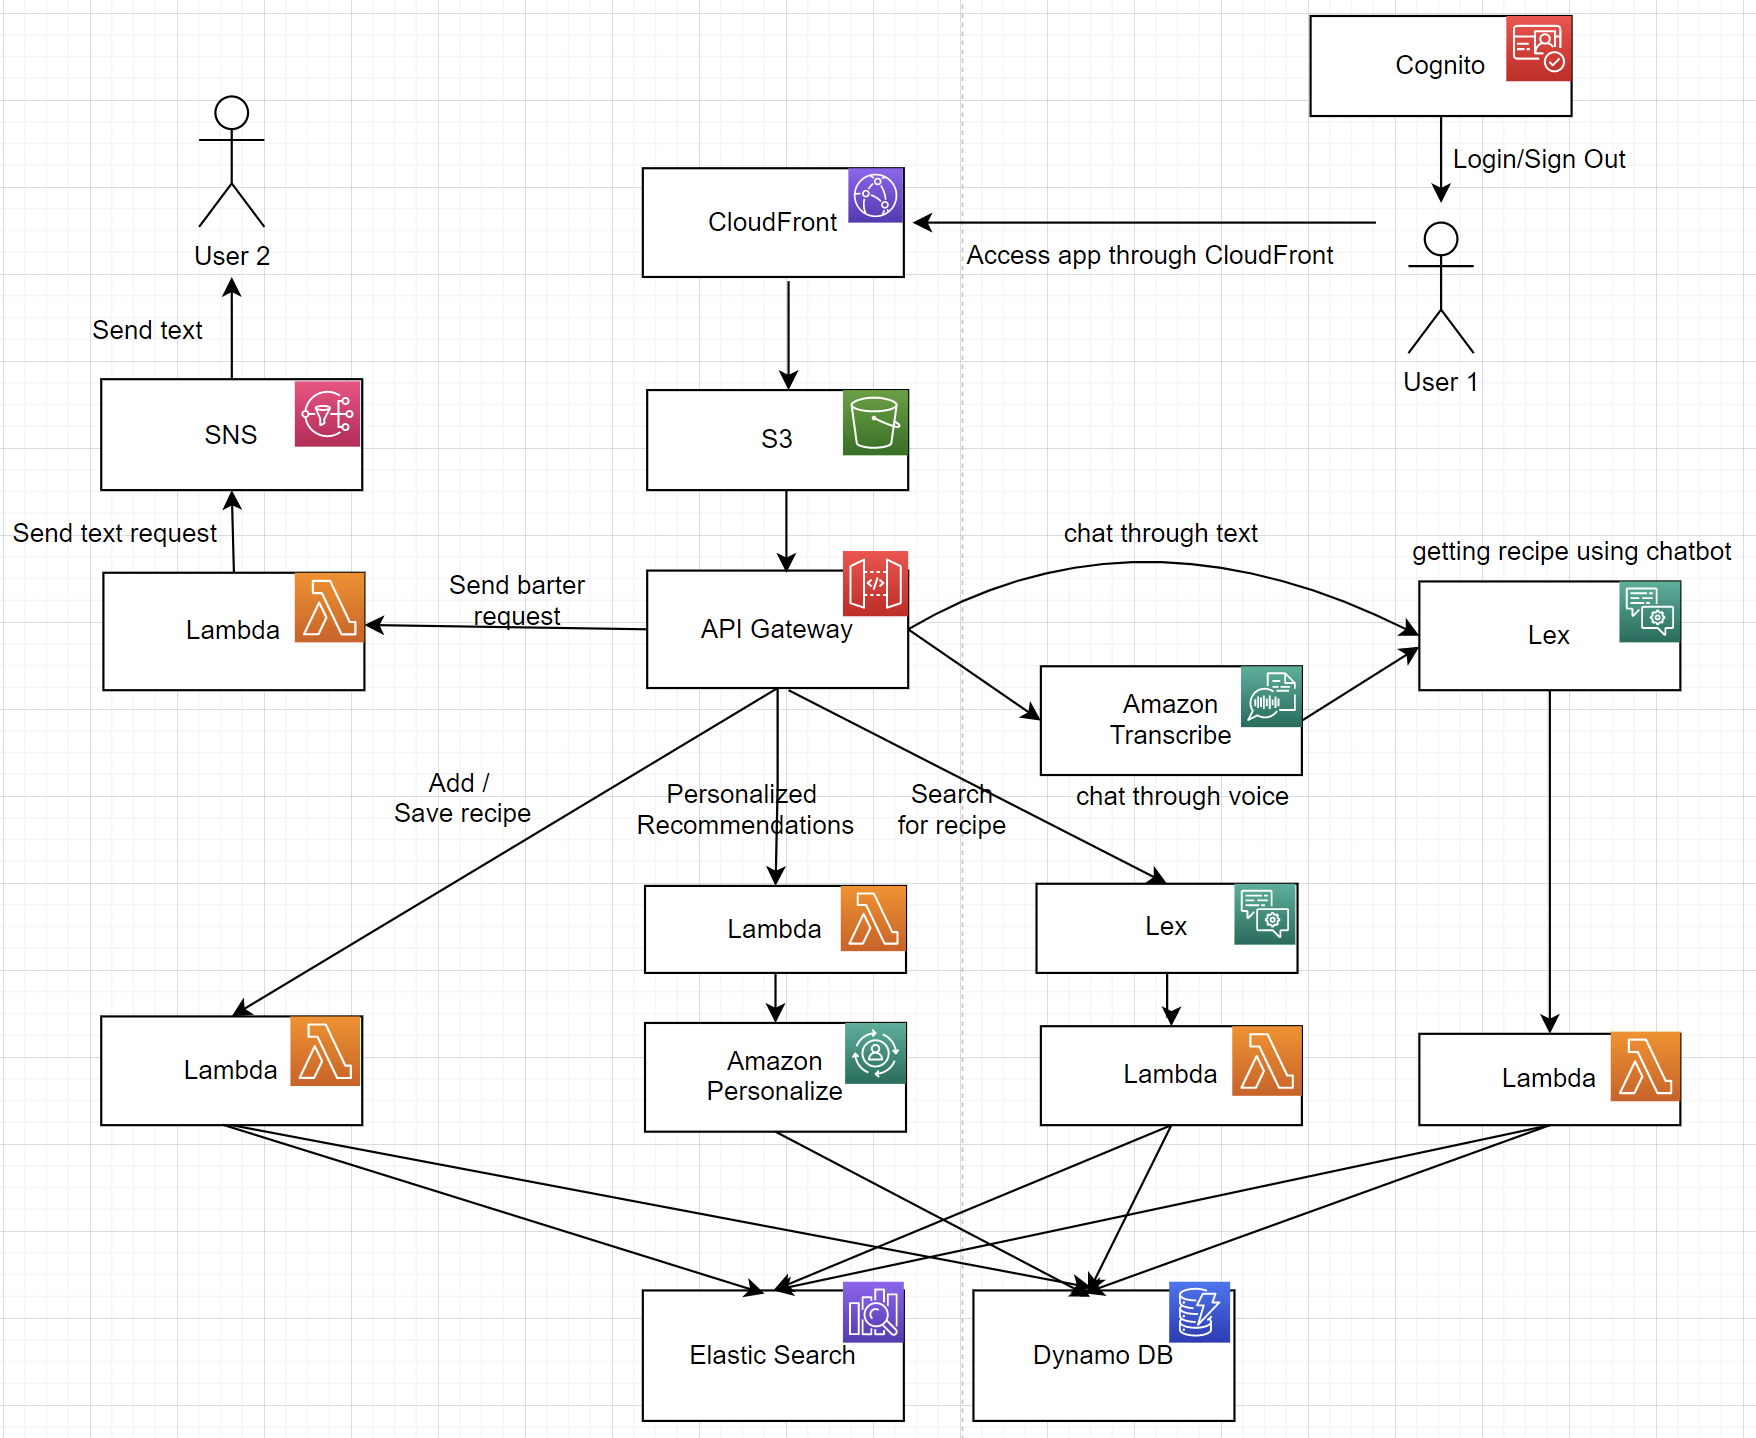 Cognito
Login/Sign Out
User 2
CloudFront
Access app through CloudFront
User 1
Send text
SNS
S3
Send text request
chat through text
getting recipe using chatbot
Send barter
request
Lambda
API Gateway
Lex
Amazon
Transcribe
chat through voice
Add /
Save recipe
Personalized
Recommendations
Search
for recipe
Lambda
Lex
Lambda
Amazon
Personalize
Lambda
Lambda
Elastic Search
Dynamo DB